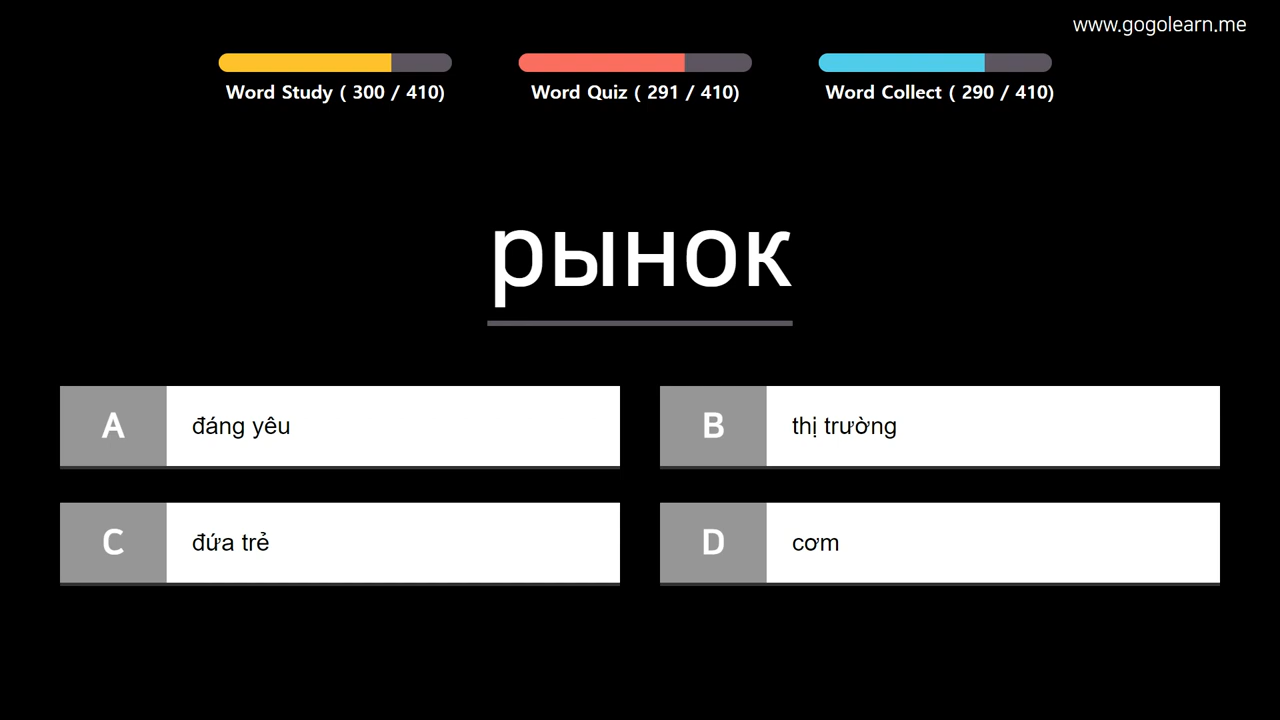 www.gogolearn.me
Word Study ( 300 / 410)
Word Quiz ( 291 / 410)
Word Collect ( 290 / 410)
рынок
A đáng yêu
B thị trường
C đứa trẻ
D cơm